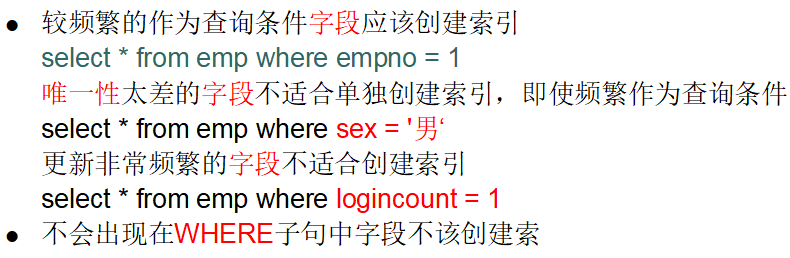 ● 较频繁的作为查询条件字段应该创建索引
select * from emp where empno = 1
唯一性太差的字段不适合单独创建索引，即使频繁作为查询条件
select * from emp where sex = '男‘
更新非常频繁的字段不适合创建索引
select * from emp where logincount = 1
● 不会出现在WHERE子句中字段不该创建索